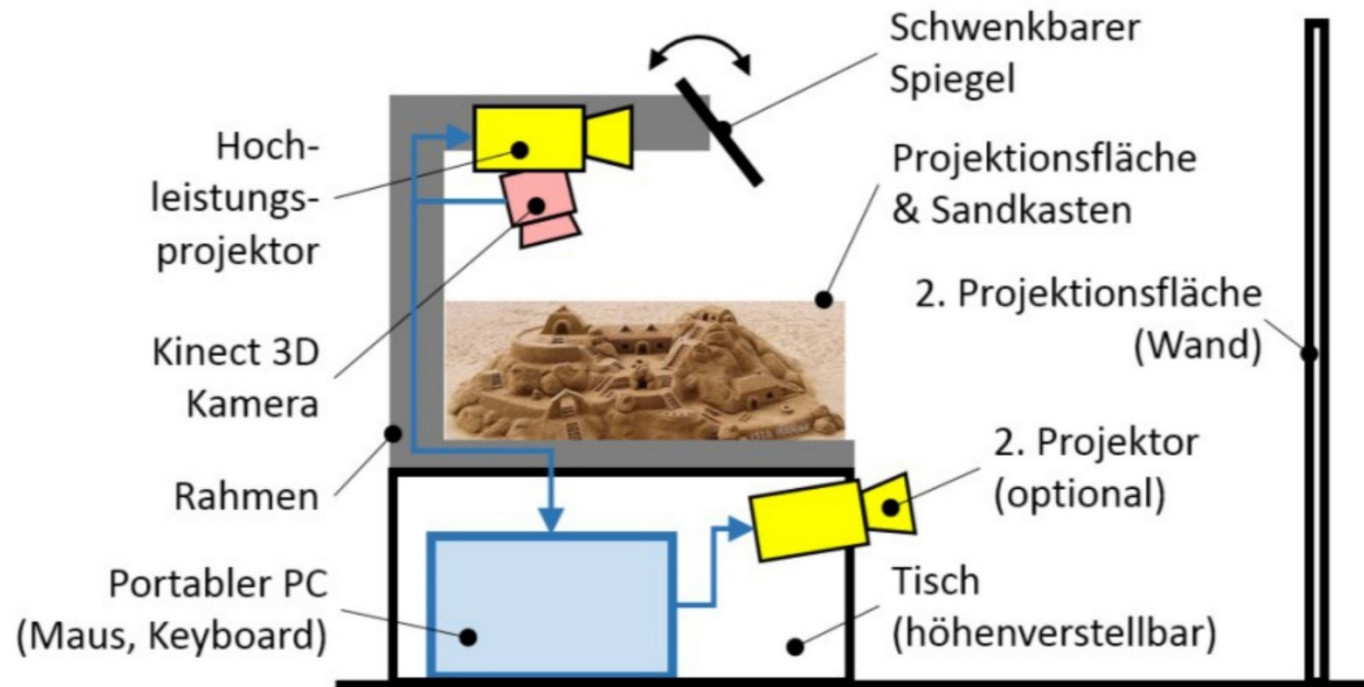 Schwenkbarer
Spiegel
Hoch-
leistungs-
projektor
Projektionsfläche
& Sandkasten
2. Projektionsfläche
(Wand)
Kinect 3D
Kamera
2. Projektor
(optional)
Rahmen
Portabler PC
(Maus, Keyboard)
Tisch
(höhenverstellbar)